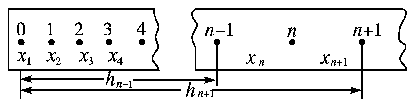 0 1 2 3 4 n−1 n n+1
x₁ x₂ x₃ x₄ xₙ xₙ₊₁
hₙ₋₁
hₙ₊₁